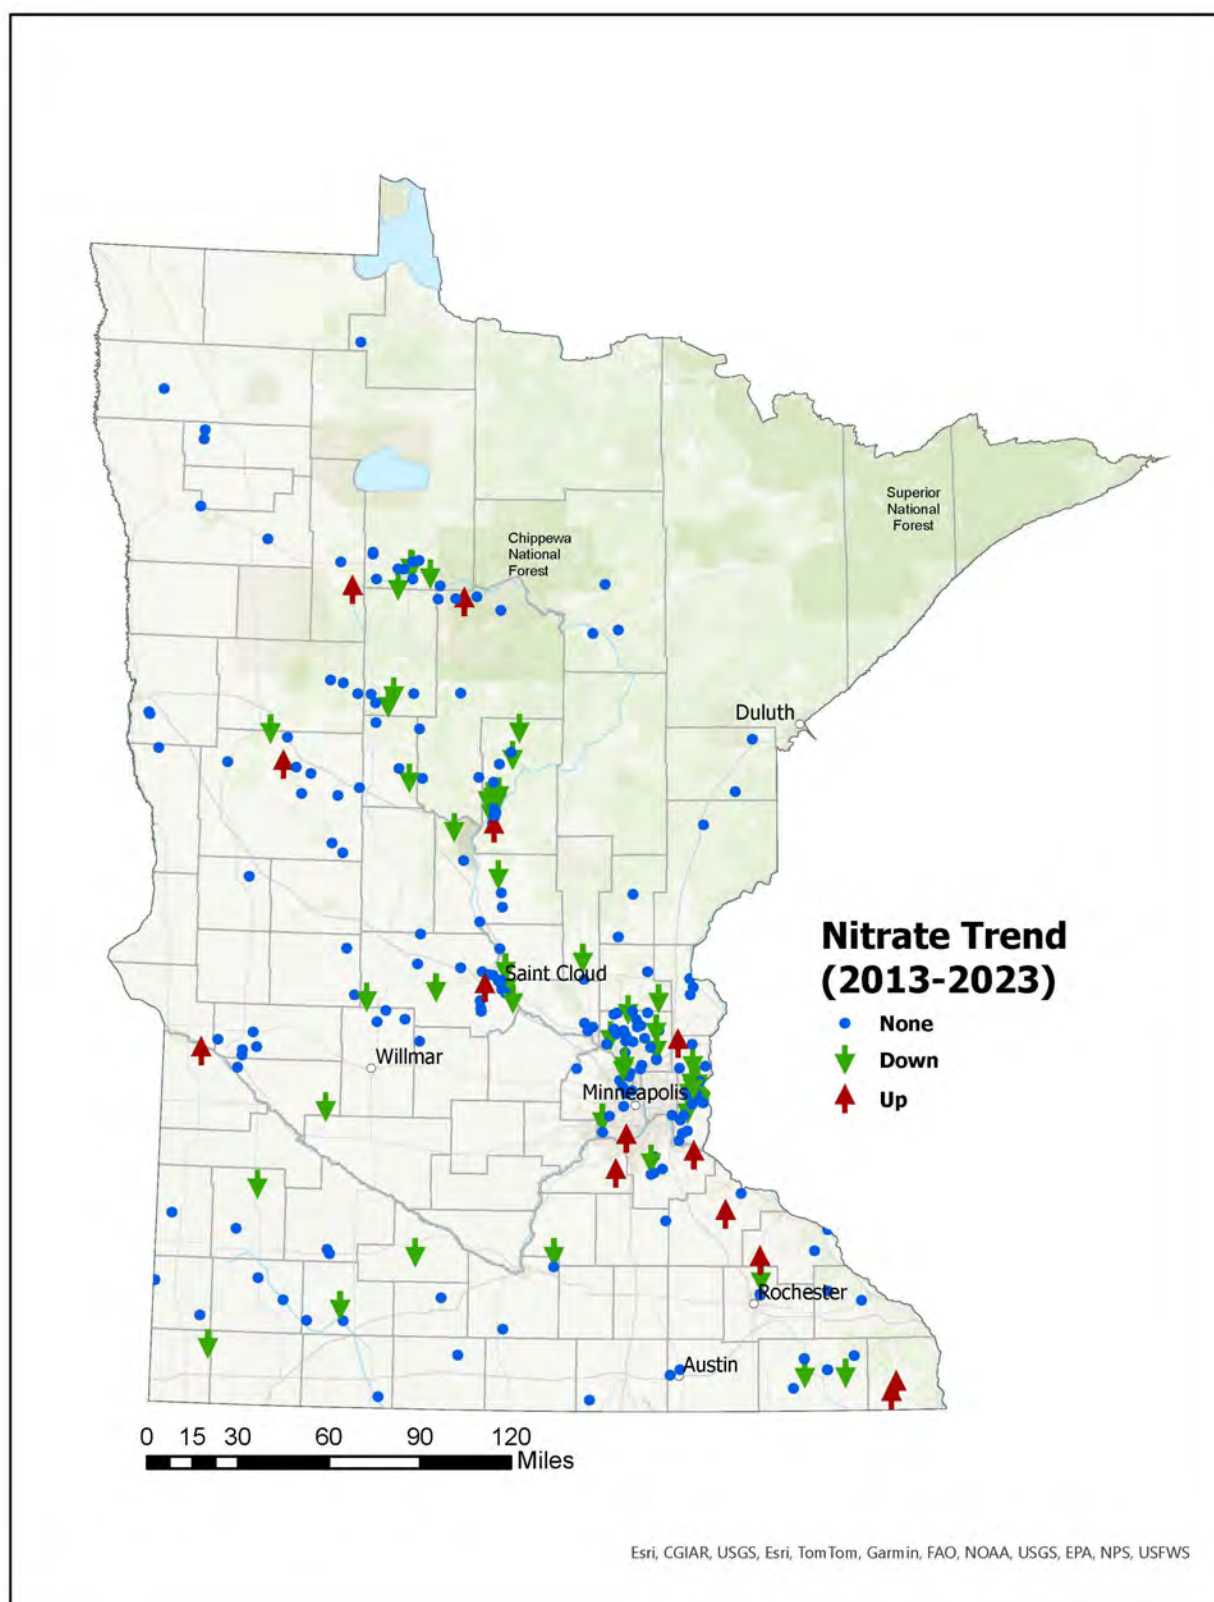 Superior
National
Forest
Chippewa
National
Forest
Duluth
Nitrate Trend
(2013-2023)
None
Down
Up
Saint Cloud
Willmar
Minneapolis
Rochester
Austin
0 15 30 60 90 120
Miles
Esri, CGIAR, USGS, Esri, TomTom, Garmin, FAO, NOAA, USGS, EPA, NPS, USFWS